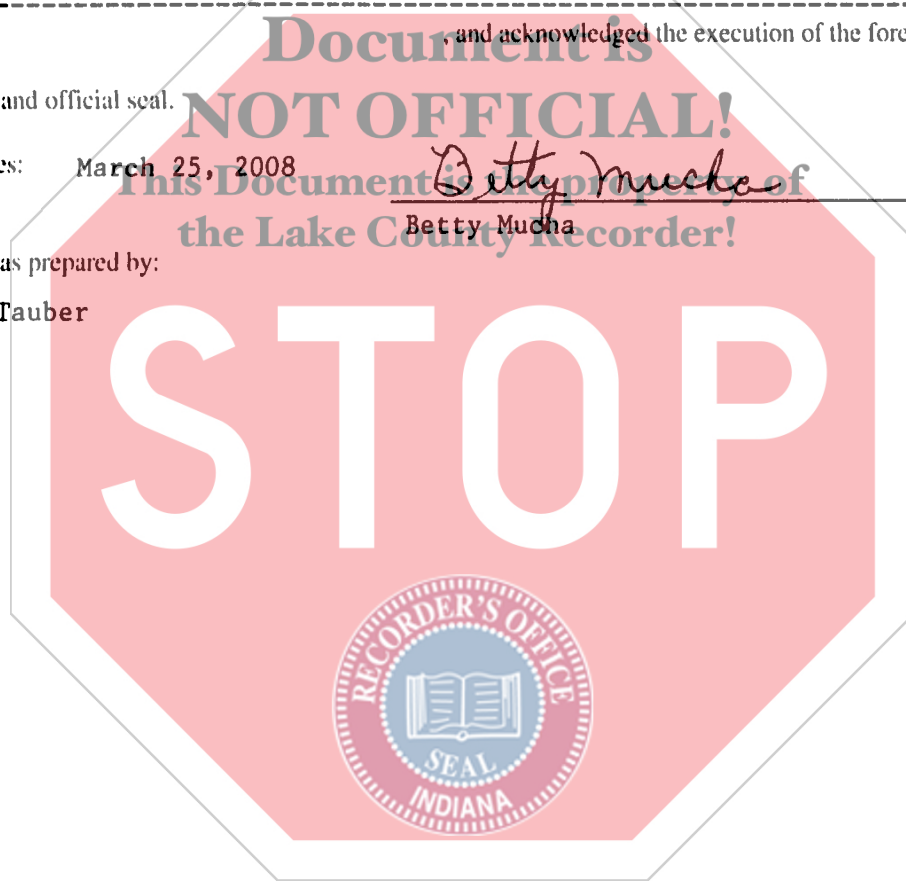 Document is
, and acknowledged the execution of the fore
and official seal.
NOT OFFICIAL!
es: March 25, 2008 Betty Mucha
This Document is the property of
Betty Mucha
the Lake County Recorder!
as prepared by:
Tauber
STOP
RECORDER'S OFFICE
SEAL
INDIANA